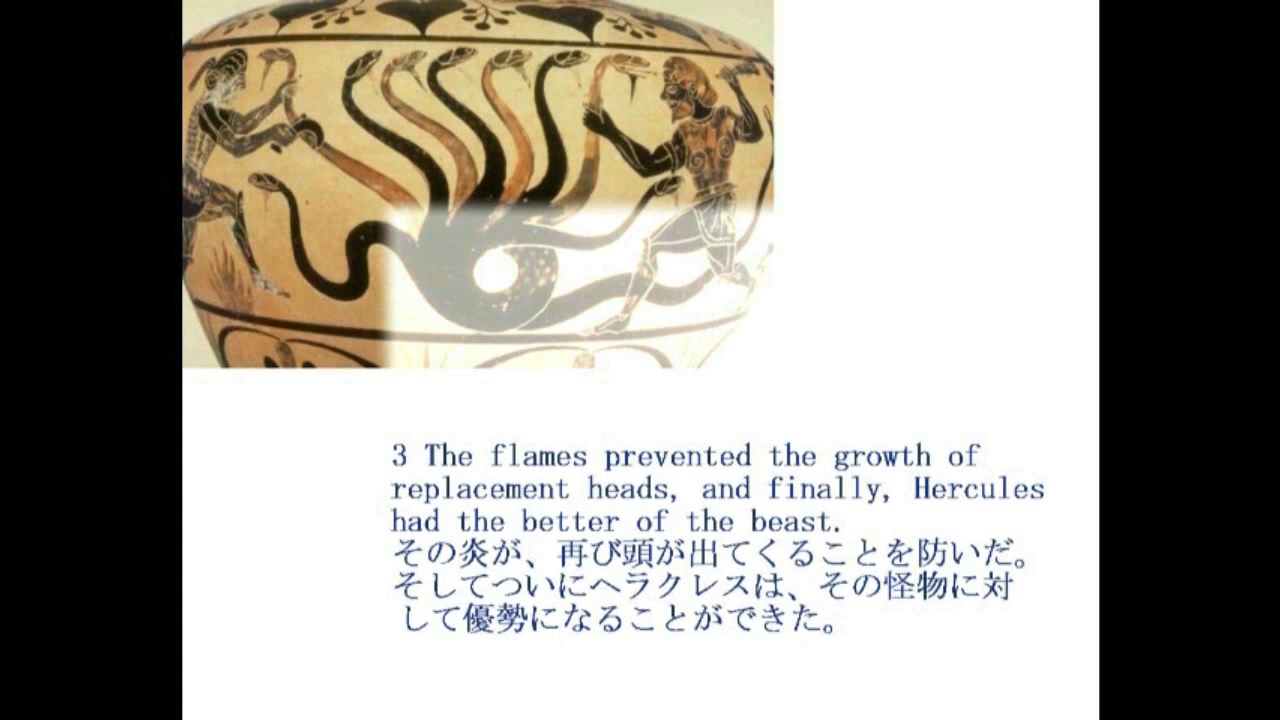 3 The flames prevented the growth of
replacement heads, and finally, Hercules
had the better of the beast.
その炎が、再び頭が出てくることを防いだ。
そしてついにヘラクレスは、その怪物に対
して優勢になることができた。